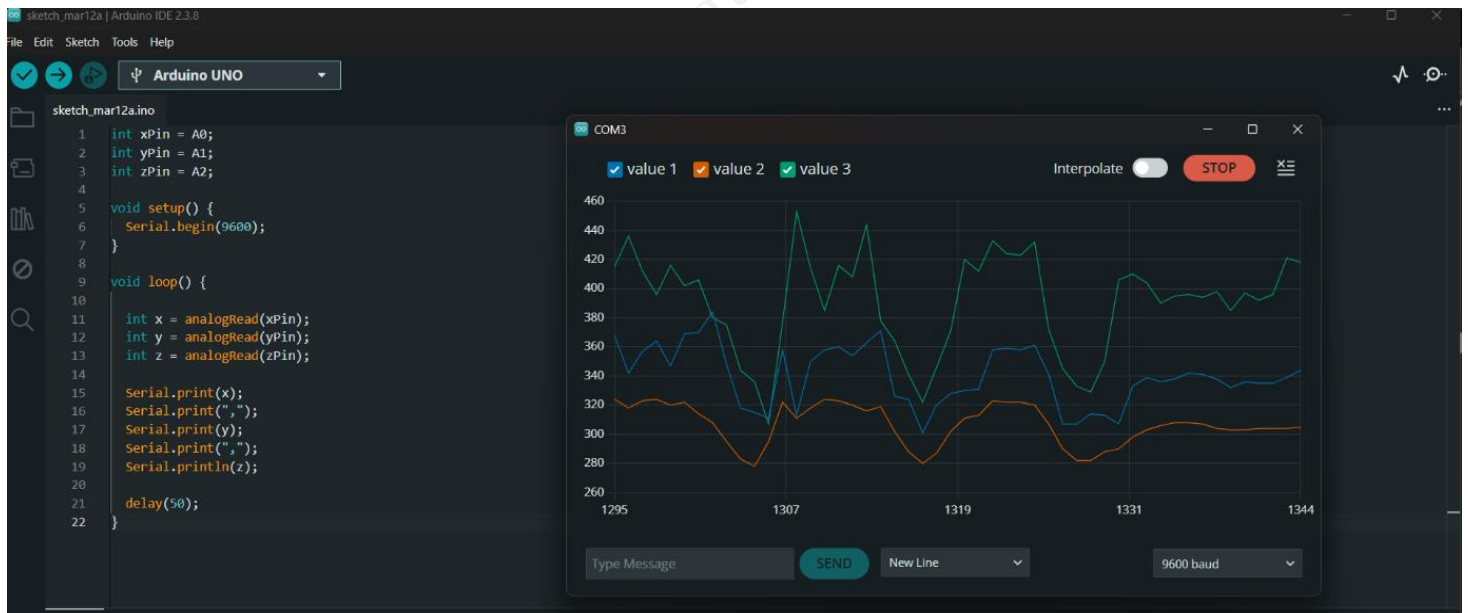 sketch_mar12a | Arduino IDE 2.3.8
File Edit Sketch Tools Help
Arduino UNO
sketch_mar12a.ino
1 int xPin = A0;
2 int yPin = A1;
3 int zPin = A2;
4
5 void setup() {
6 Serial.begin(9600);
7 }
8
9 void loop() {
10
11 int x = analogRead(xPin);
12 int y = analogRead(yPin);
13 int z = analogRead(zPin);
14
15 Serial.print(x);
16 Serial.print(",");
17 Serial.print(y);
18 Serial.print(",");
19 Serial.println(z);
20
21 delay(50);
22 }
COM3
value 1 value 2 value 3 Interpolate STOP
460
440
420
400
380
360
340
320
300
280
260
1295 1307 1319 1331 1344
Type Message SEND New Line 9600 baud